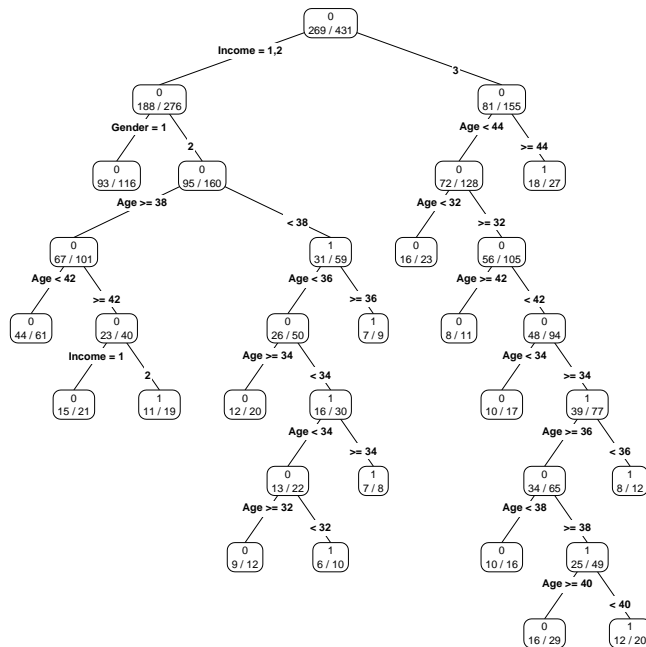 0
269 / 431
Income = 1,2
3
0
188 / 276
0
81 / 155
Gender = 1
2
Age < 44
>= 44
0
93 / 116
0
95 / 160
0
72 / 128
1
18 / 27
Age >= 38
< 38
Age < 32
>= 32
0
67 / 101
1
31 / 59
0
16 / 23
0
56 / 105
Age < 42
>= 42
Age < 36
>= 36
Age >= 42
< 42
0
44 / 61
0
23 / 40
0
26 / 50
1
7 / 9
0
8 / 11
0
48 / 94
Income = 1
2
Age >= 34
< 34
Age < 34
>= 34
0
15 / 21
1
11 / 19
0
12 / 20
1
16 / 30
0
10 / 17
1
39 / 77
Age < 34
>= 34
Age >= 36
< 36
0
13 / 22
1
7 / 8
0
34 / 65
1
8 / 12
Age >= 32
< 32
Age < 38
>= 38
0
9 / 12
1
6 / 10
0
10 / 16
1
25 / 49
Age >= 40
< 40
0
16 / 29
1
12 / 20